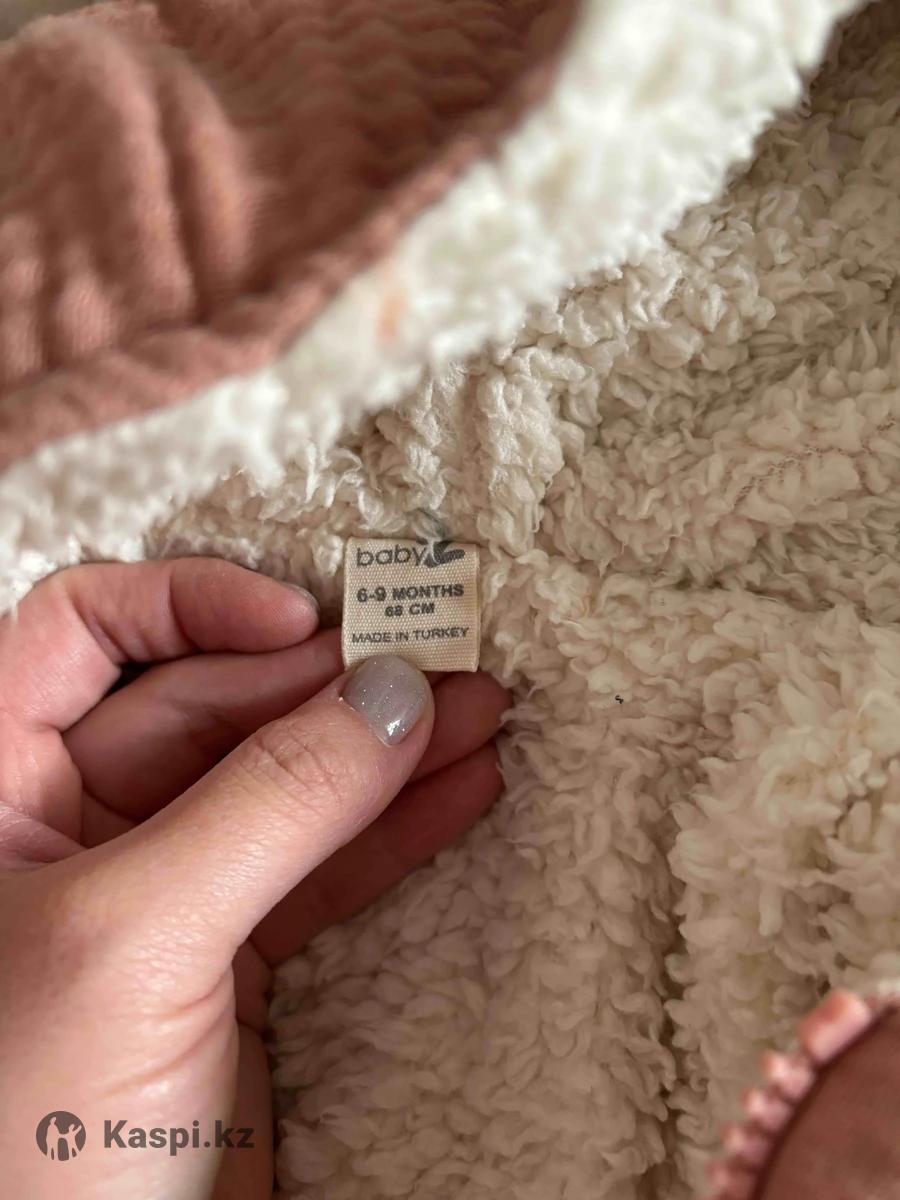 baby
6-9 MONTHS
68 CM
MADE IN TURKEY
Kaspi.kz